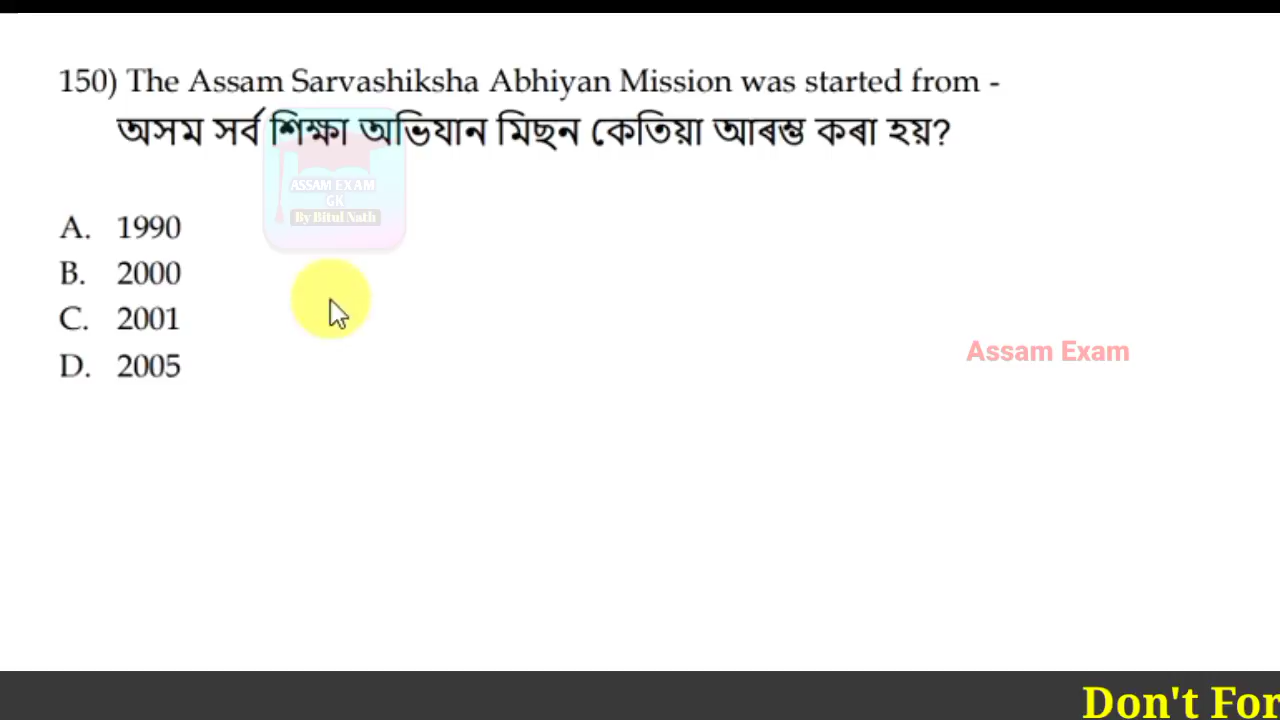 150) The Assam Sarvashiksha Abhiyan Mission was started from -
অসম সৰ্ব শিক্ষা অভিযান মিছন কেতিয়া আৰম্ভ কৰা হয়?
ASSAM EXAM
GK
By Bitul Nath
A. 1990
B. 2000
C. 2001
D. 2005
Assam Exam
Don't For